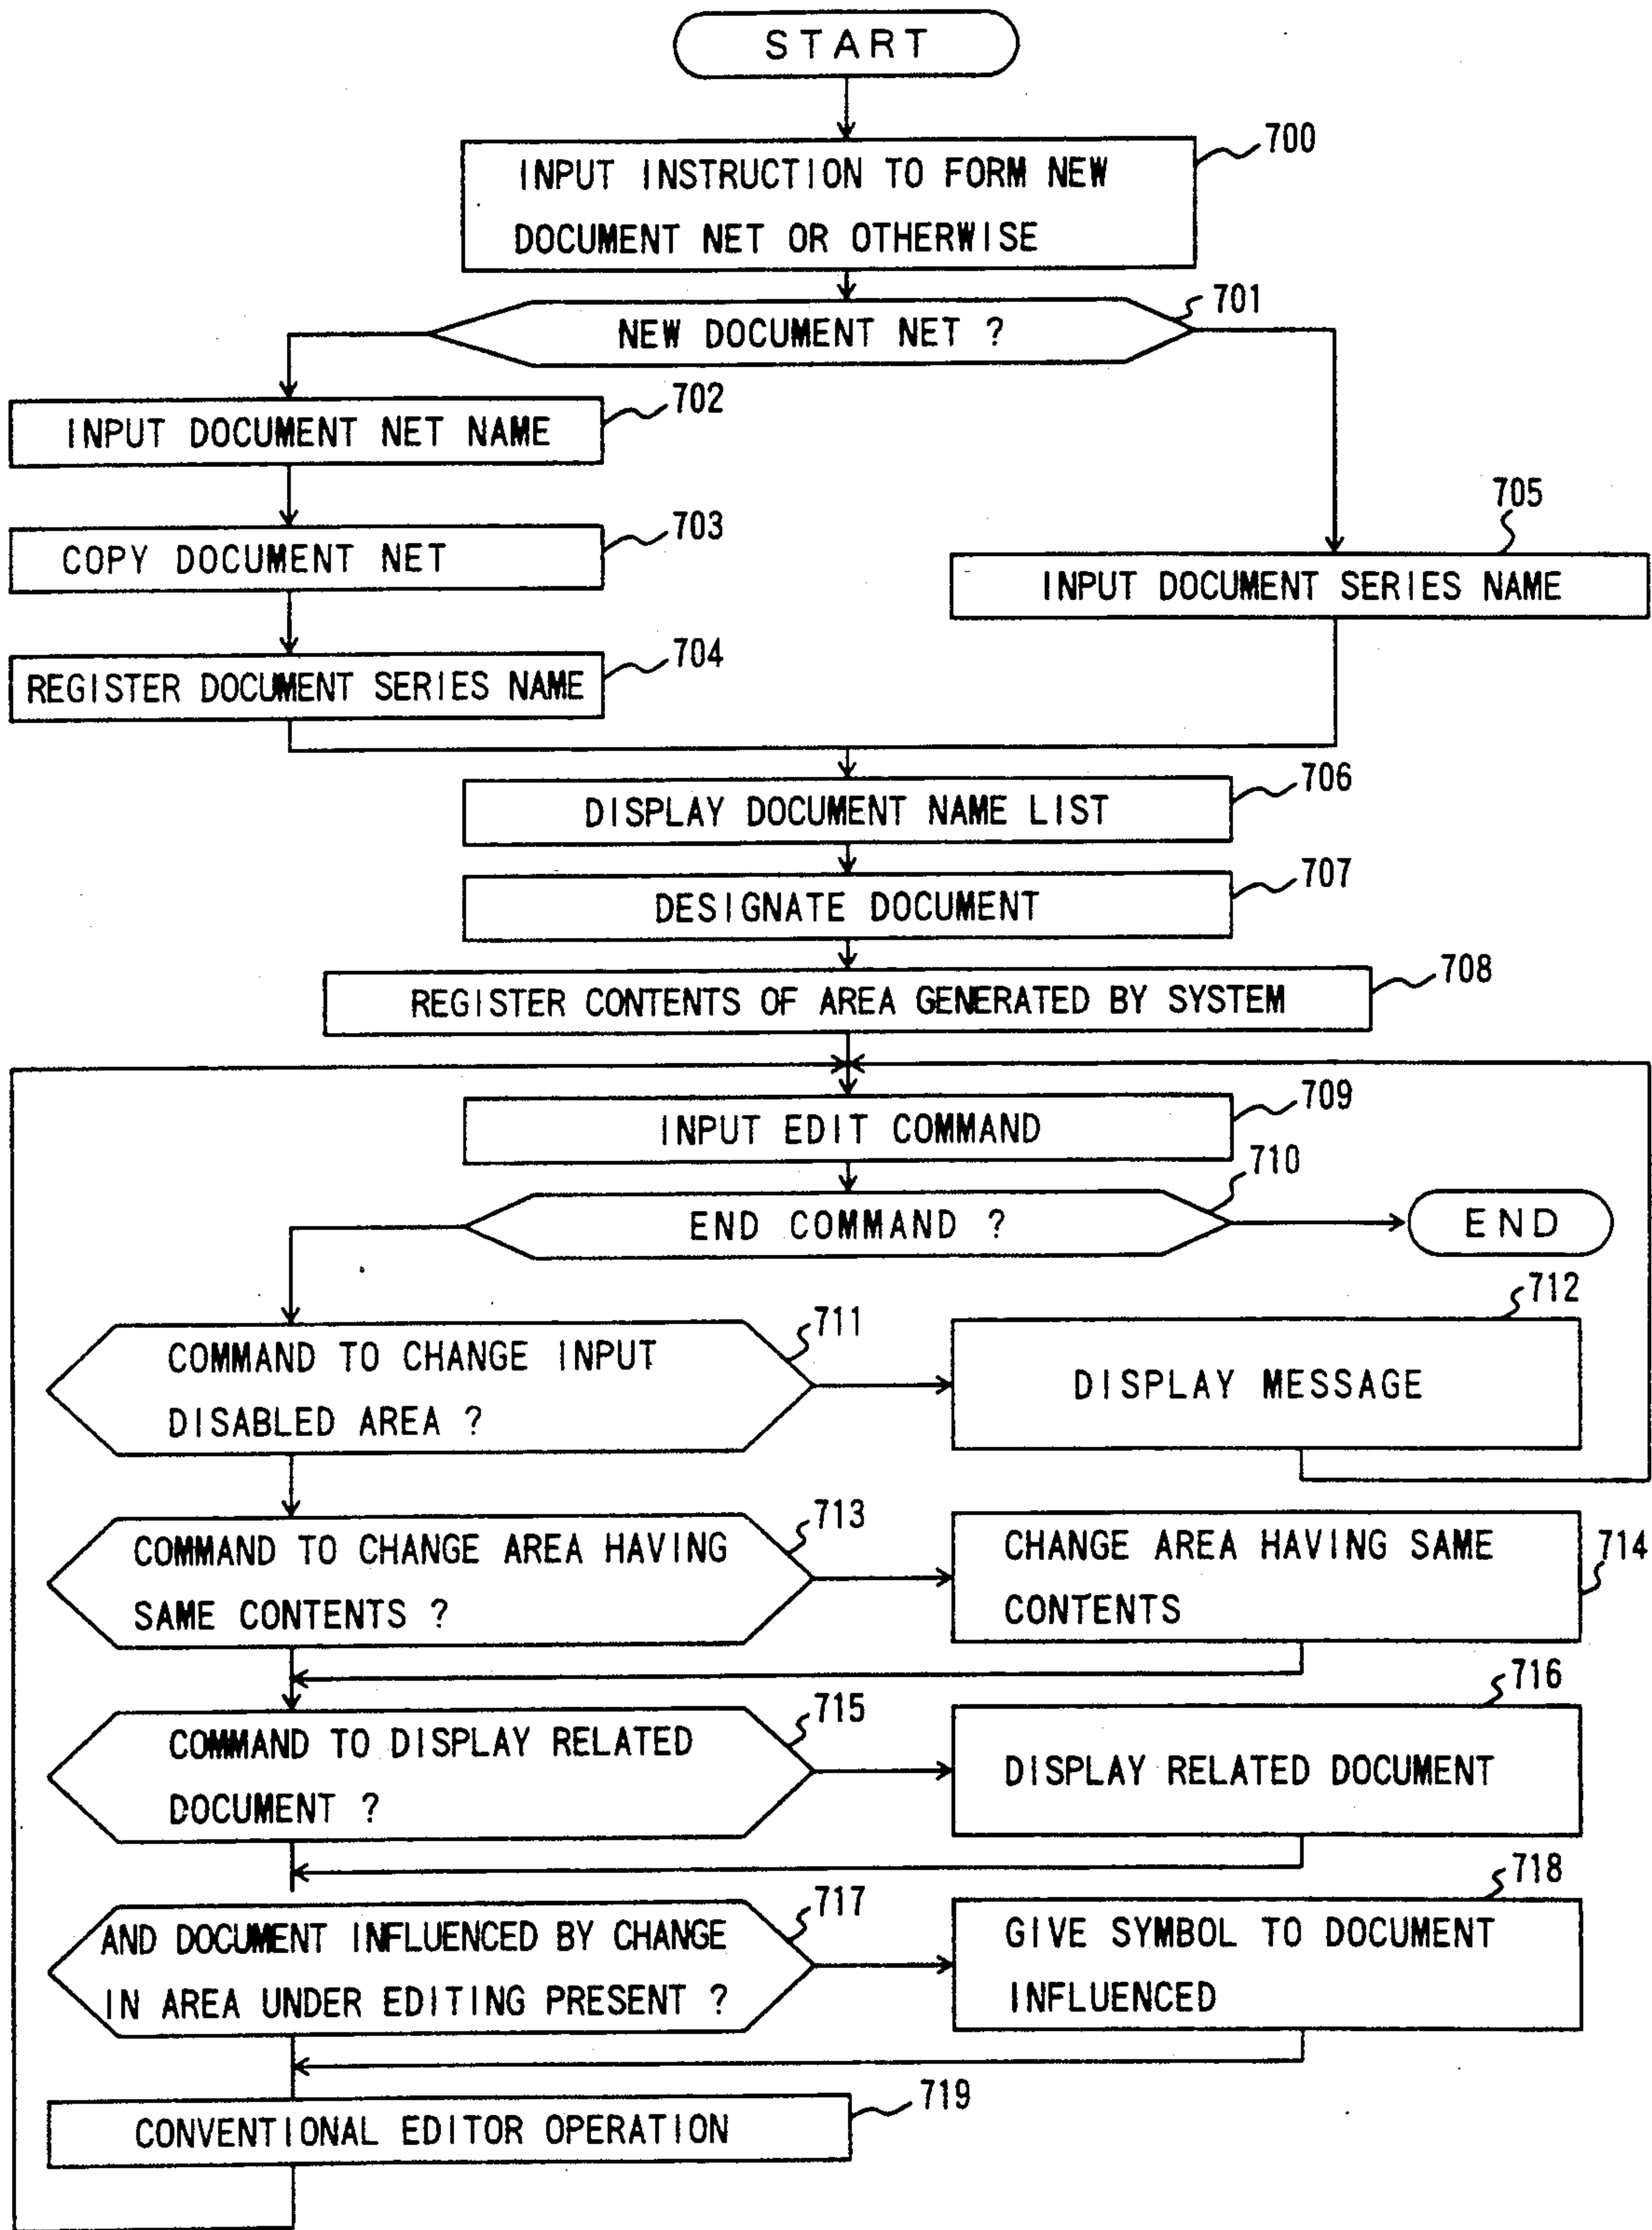 START
700
INPUT INSTRUCTION TO FORM NEW
DOCUMENT NET OR OTHERWISE
701
NEW DOCUMENT NET ?
702
INPUT DOCUMENT NET NAME
703
COPY DOCUMENT NET
705
INPUT DOCUMENT SERIES NAME
704
REGISTER DOCUMENT SERIES NAME
706
DISPLAY DOCUMENT NAME LIST
707
DESIGNATE DOCUMENT
708
REGISTER CONTENTS OF AREA GENERATED BY SYSTEM
709
INPUT EDIT COMMAND
710
END COMMAND ?
END
711
COMMAND TO CHANGE INPUT
DISABLED AREA ?
712
DISPLAY MESSAGE
713
COMMAND TO CHANGE AREA HAVING
SAME CONTENTS ?
714
CHANGE AREA HAVING SAME
CONTENTS
715
COMMAND TO DISPLAY RELATED
DOCUMENT ?
716
DISPLAY RELATED DOCUMENT
717
AND DOCUMENT INFLUENCED BY CHANGE
IN AREA UNDER EDITING PRESENT ?
718
GIVE SYMBOL TO DOCUMENT
INFLUENCED
719
CONVENTIONAL EDITOR OPERATION